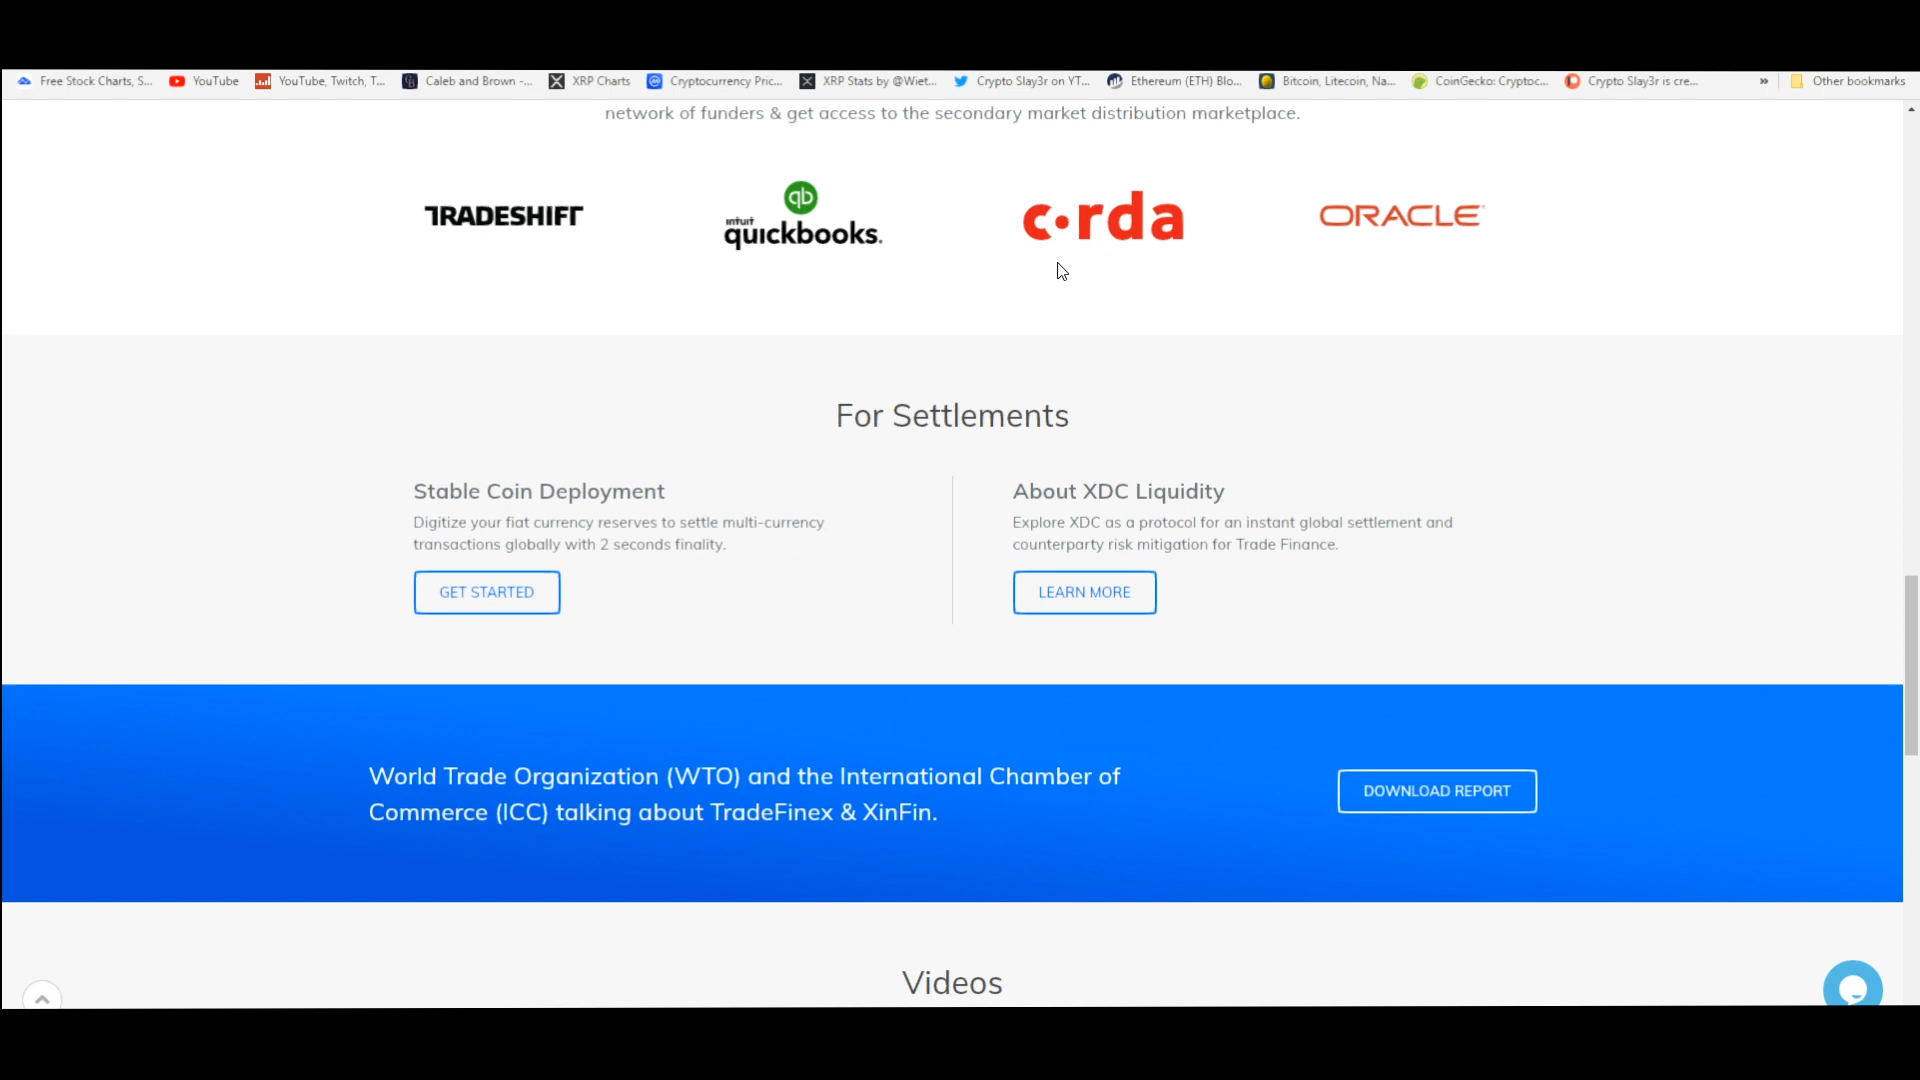 Free Stock Charts, S... YouTube YouTube, Twitch, T... Caleb and Brown -... XRP Charts Cryptocurrency Pric... XRP Stats by @Wiet... Crypto Slay3r on YT... Ethereum (ETH) Blo... Bitcoin, Litecoin, Na... CoinGecko: Cryptoc... Crypto Slay3r is cre... » Other bookmarks
network of funders & get access to the secondary market distribution marketplace.
TRADESHIFT
qb
intuit
quickbooks.
c·rda
ORACLE
For Settlements
Stable Coin Deployment
Digitize your fiat currency reserves to settle multi-currency
transactions globally with 2 seconds finality.
GET STARTED
About XDC Liquidity
Explore XDC as a protocol for an instant global settlement and
counterparty risk mitigation for Trade Finance.
LEARN MORE
World Trade Organization (WTO) and the International Chamber of
Commerce (ICC) talking about TradeFinex & XinFin.
DOWNLOAD REPORT
Videos